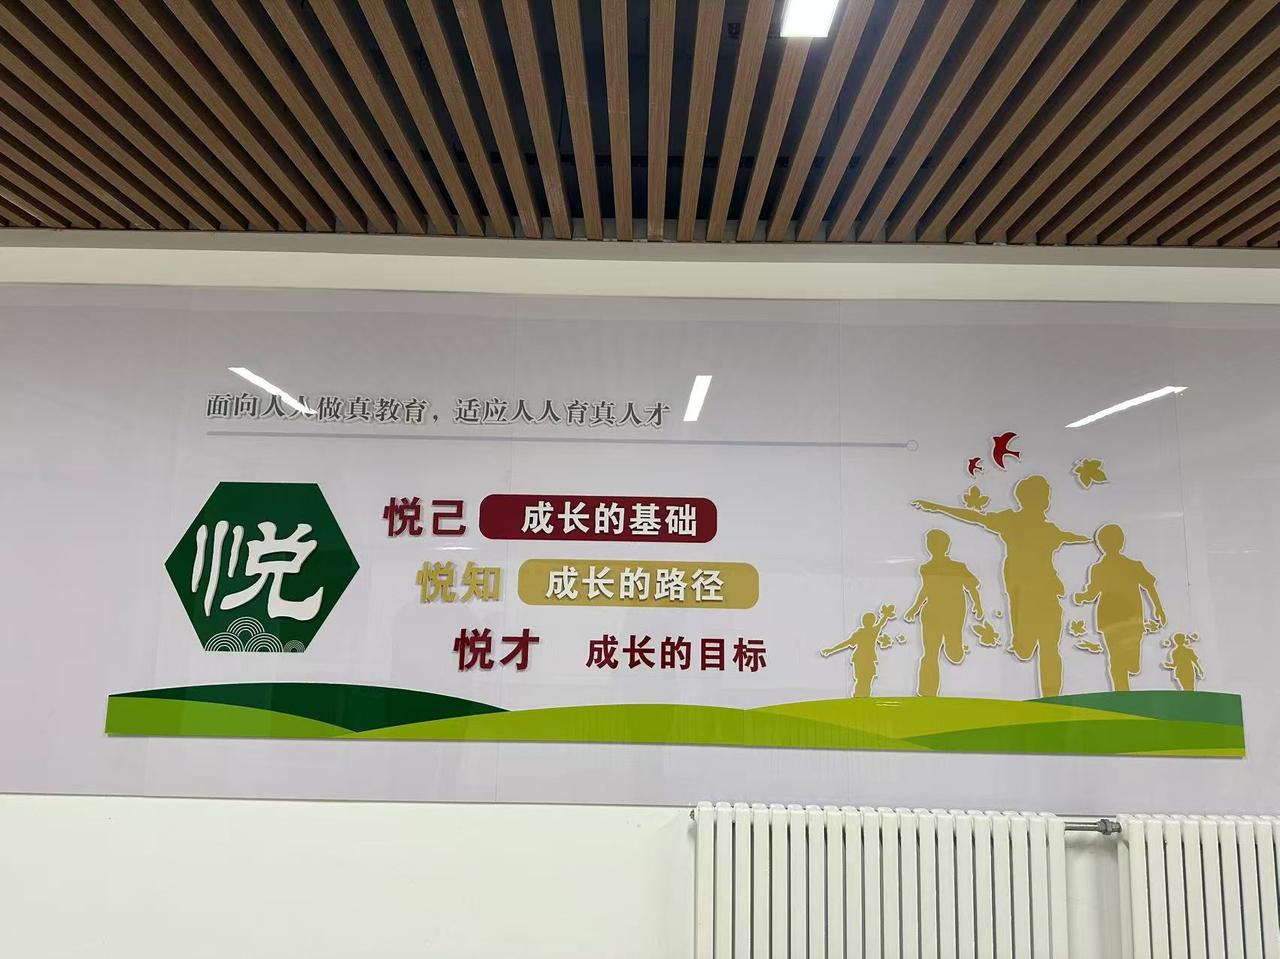 面向人人做真教育，适应人人育真人才
悦
悦己 成长的基础
悦知 成长的路径
悦才 成长的目标